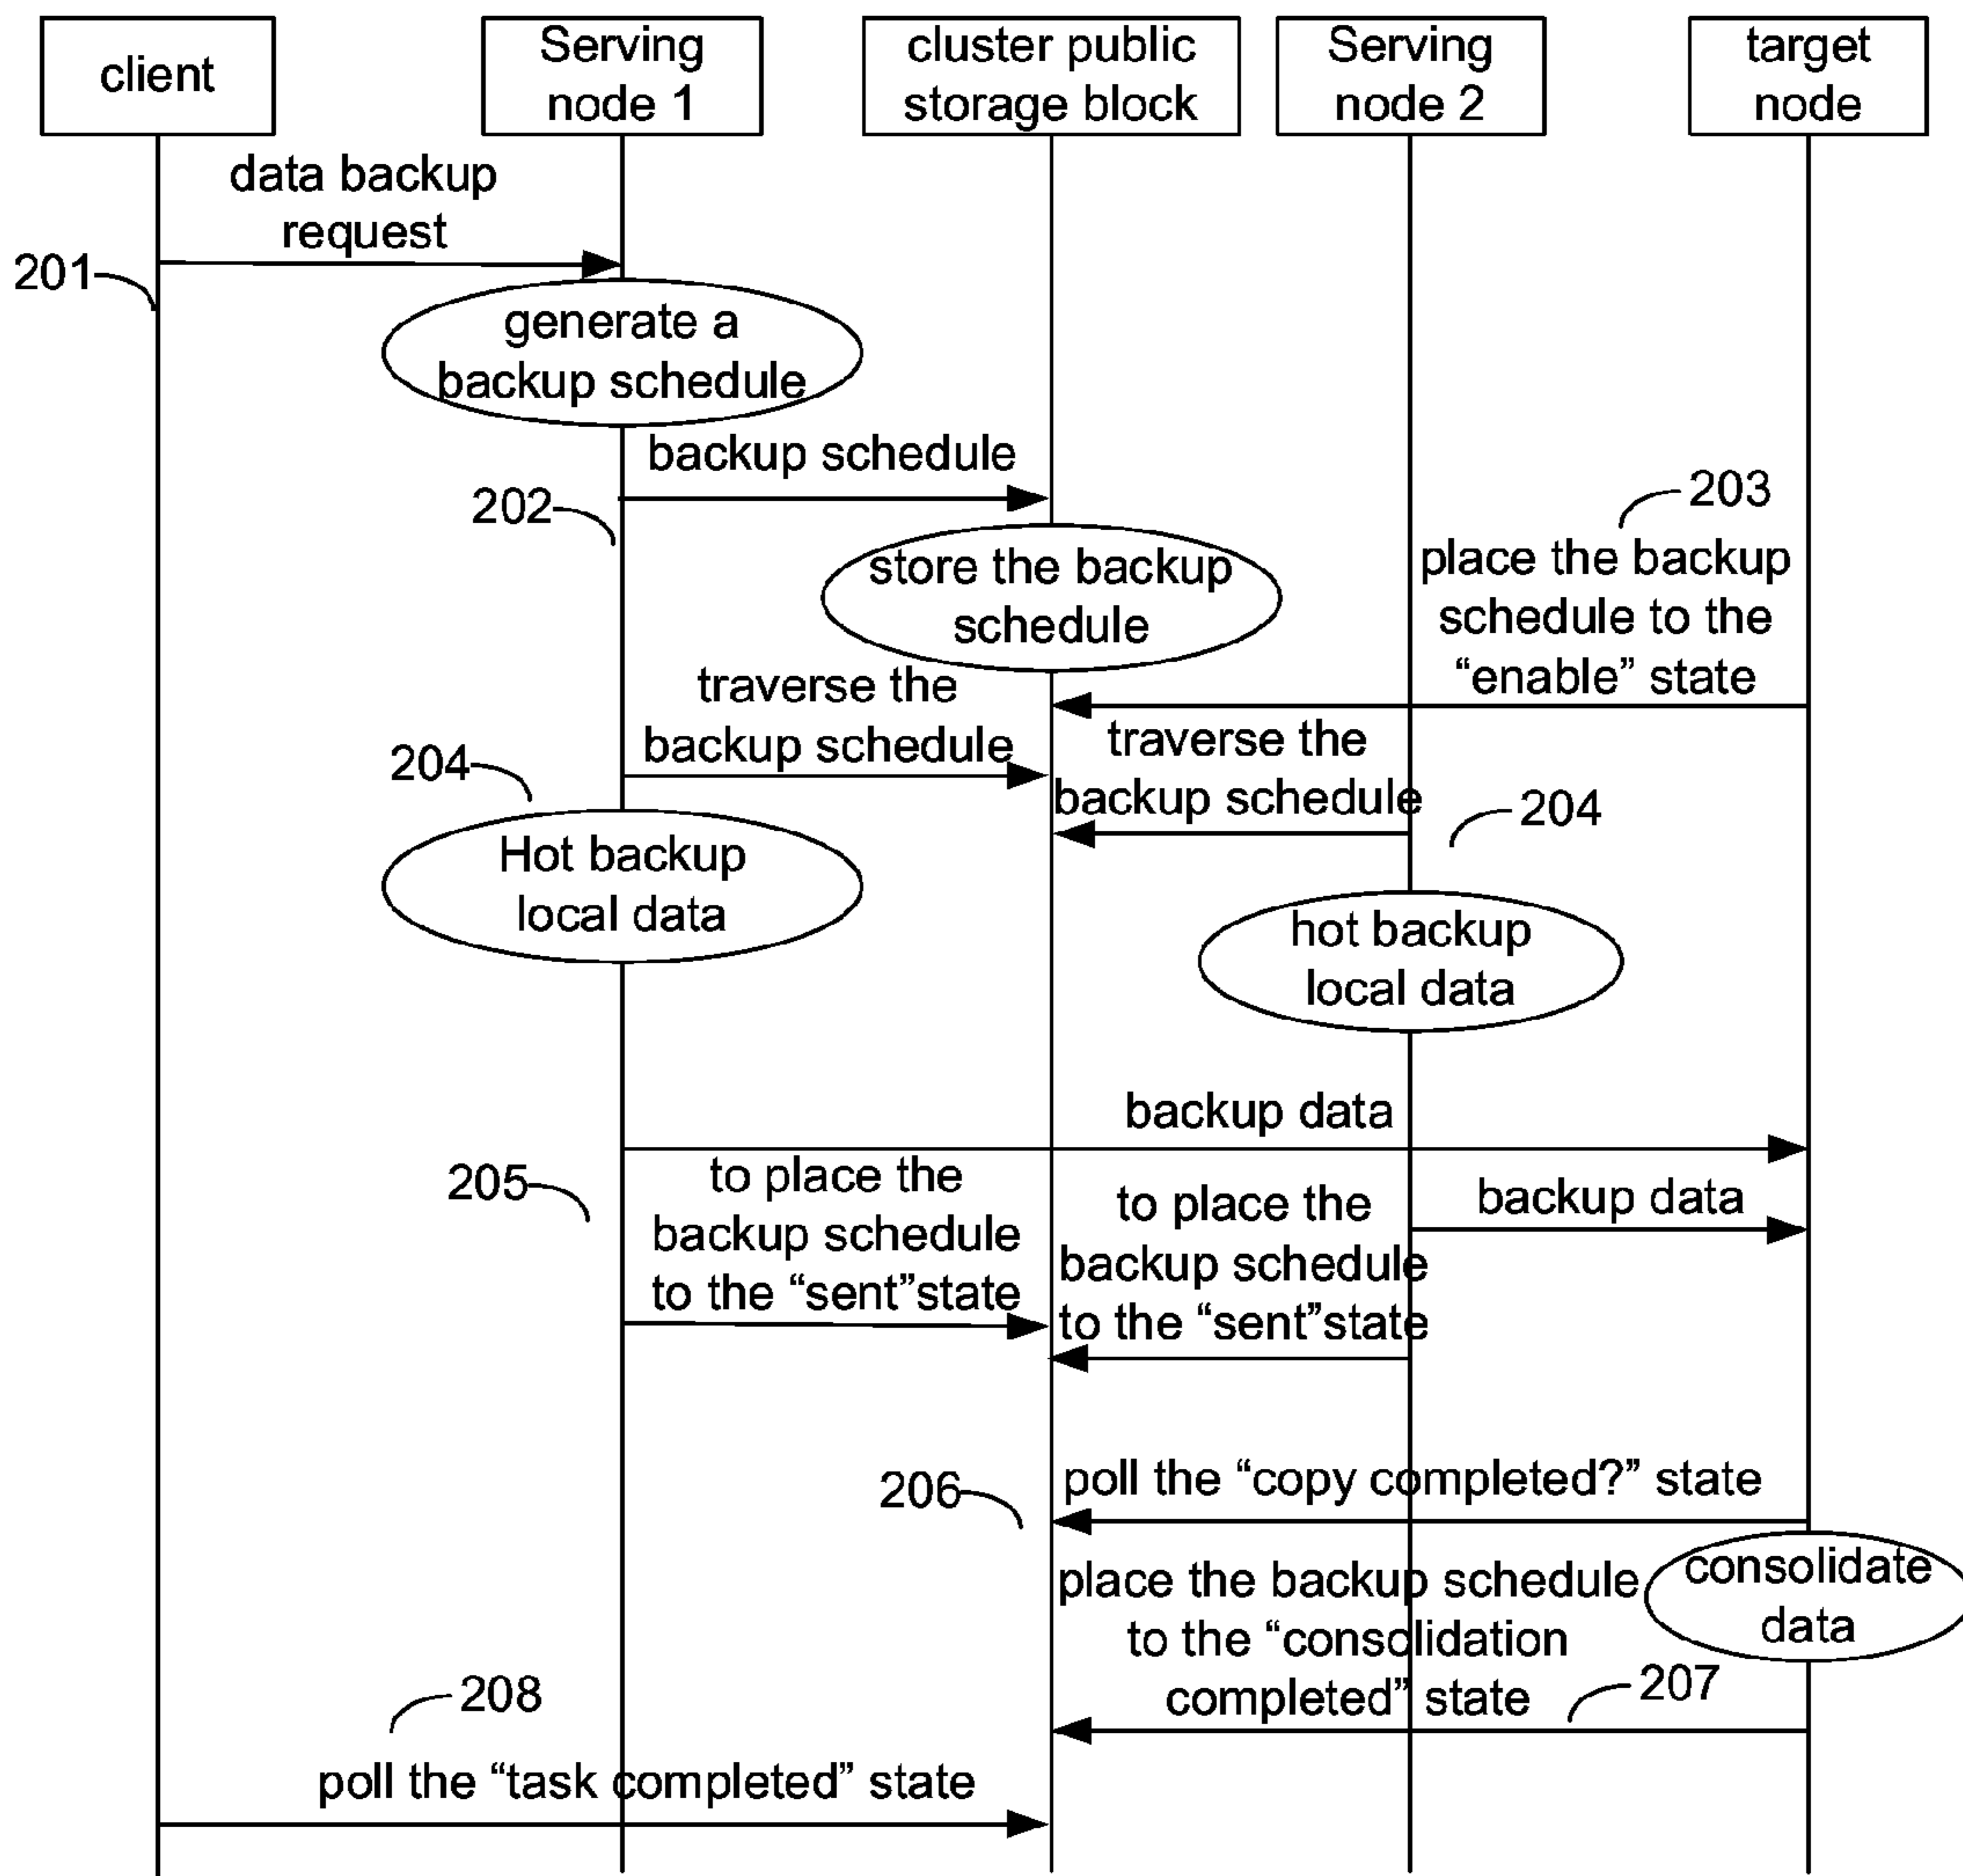 client
Serving
node 1
cluster public
storage block
Serving
node 2
target
node
data backup
request
201
generate a
backup schedule
backup schedule
202
203
store the backup
schedule
place the backup
schedule to the
“enable” state
traverse the
backup schedule
traverse the
backup schedule
204
204
Hot backup
local data
hot backup
local data
backup data
205
to place the
backup schedule
to the “sent”state
backup data
to place the
backup schedule
to the “sent”state
206
poll the “copy completed?” state
consolidate
data
place the backup schedule
to the “consolidation
completed” state
207
208
poll the “task completed” state